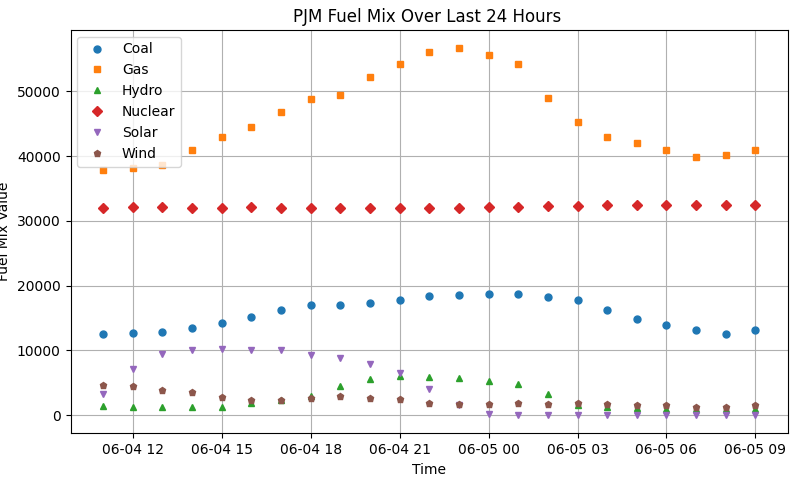 PJM Fuel Mix Over Last 24 Hours
Coal
Gas
Hydro
Nuclear
Solar
Wind
50000
40000
30000
20000
10000
0
Fuel Mix Value
06-04 12 06-04 15 06-04 18 06-04 21 06-05 00 06-05 03 06-05 06 06-05 09
Time